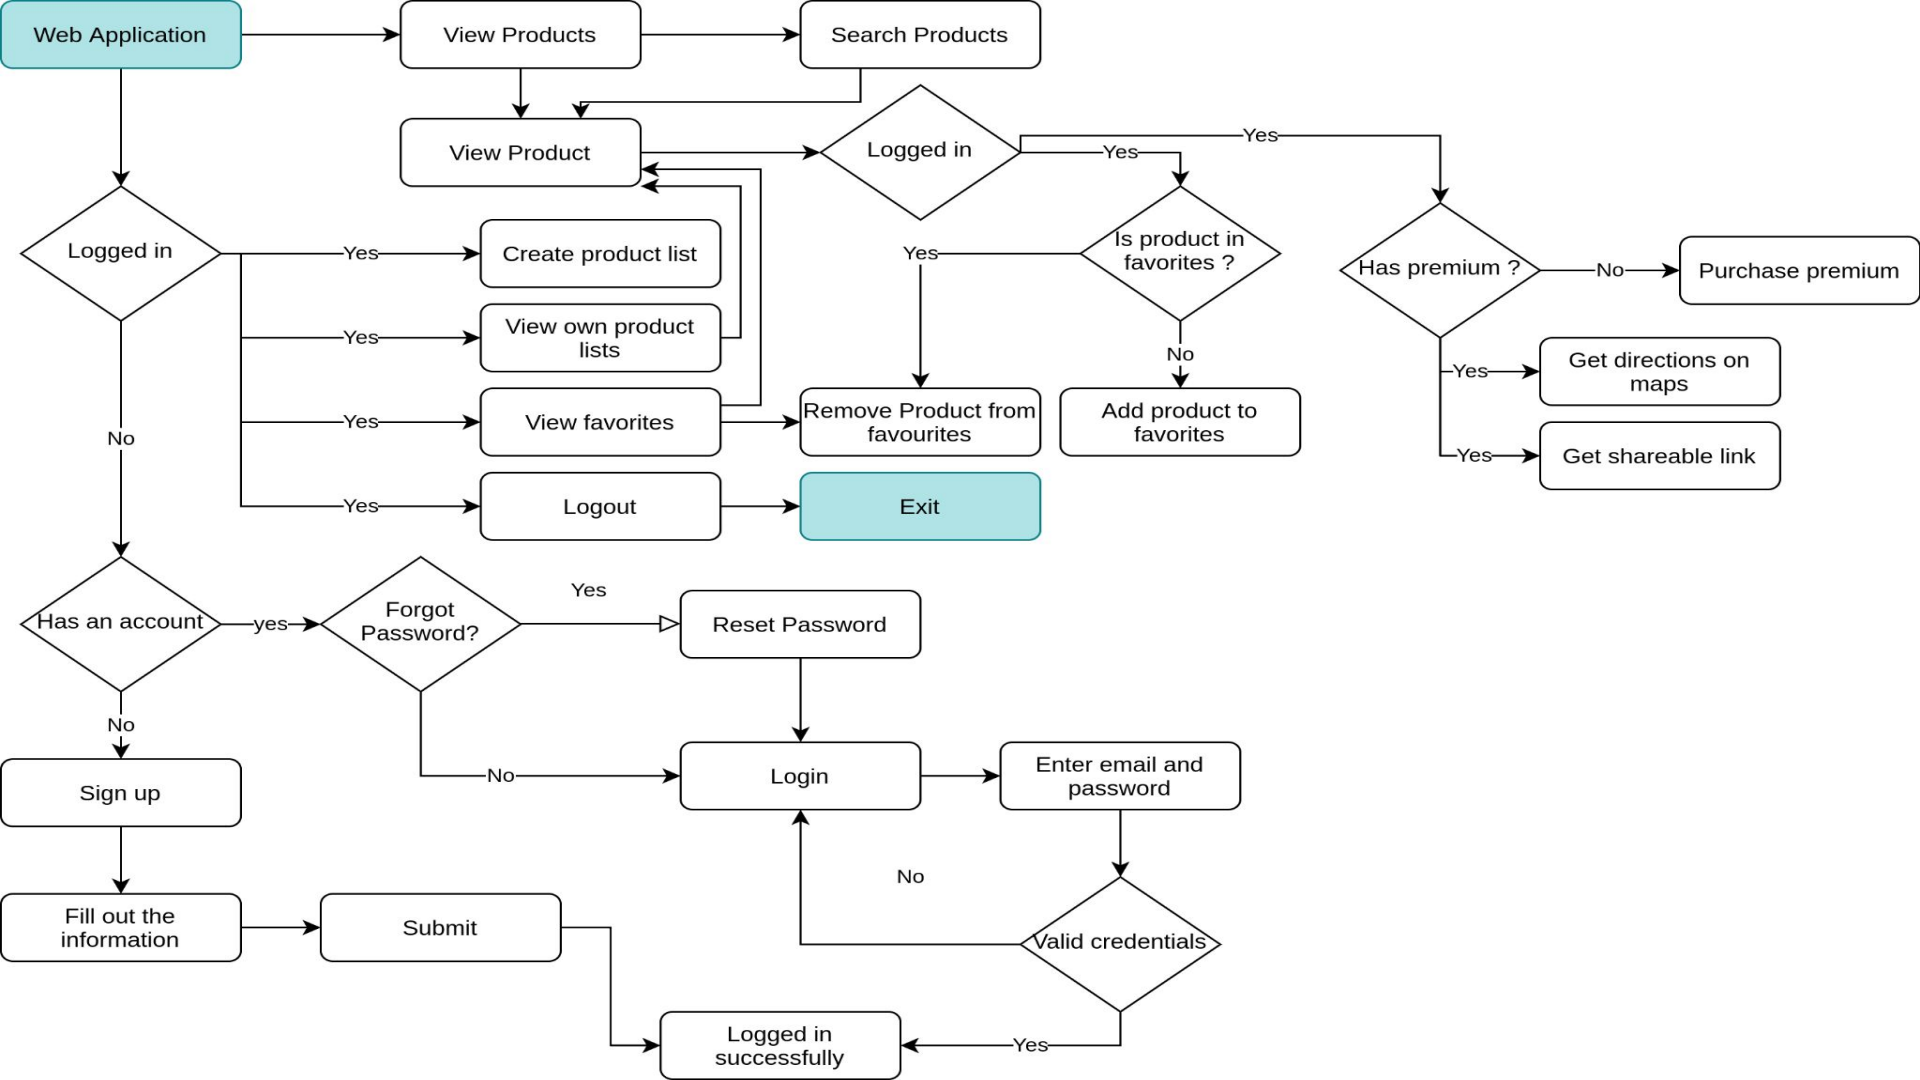 Web Application
View Products
Search Products
View Product
Logged in
Yes
Yes
Logged in
Yes
Create product list
Yes
Is product in
favorites ?
Has premium ?
No
Purchase premium
Yes
View own product
lists
No
Yes
Get directions on
maps
Yes
View favorites
Remove Product from
favourites
Add product to
favorites
Yes
Get shareable link
No
Yes
Logout
Exit
Has an account
yes
Forgot
Password?
Yes
Reset Password
No
No
Login
Enter email and
password
Sign up
No
Fill out the
information
Submit
Valid credentials
Logged in
successfully
Yes